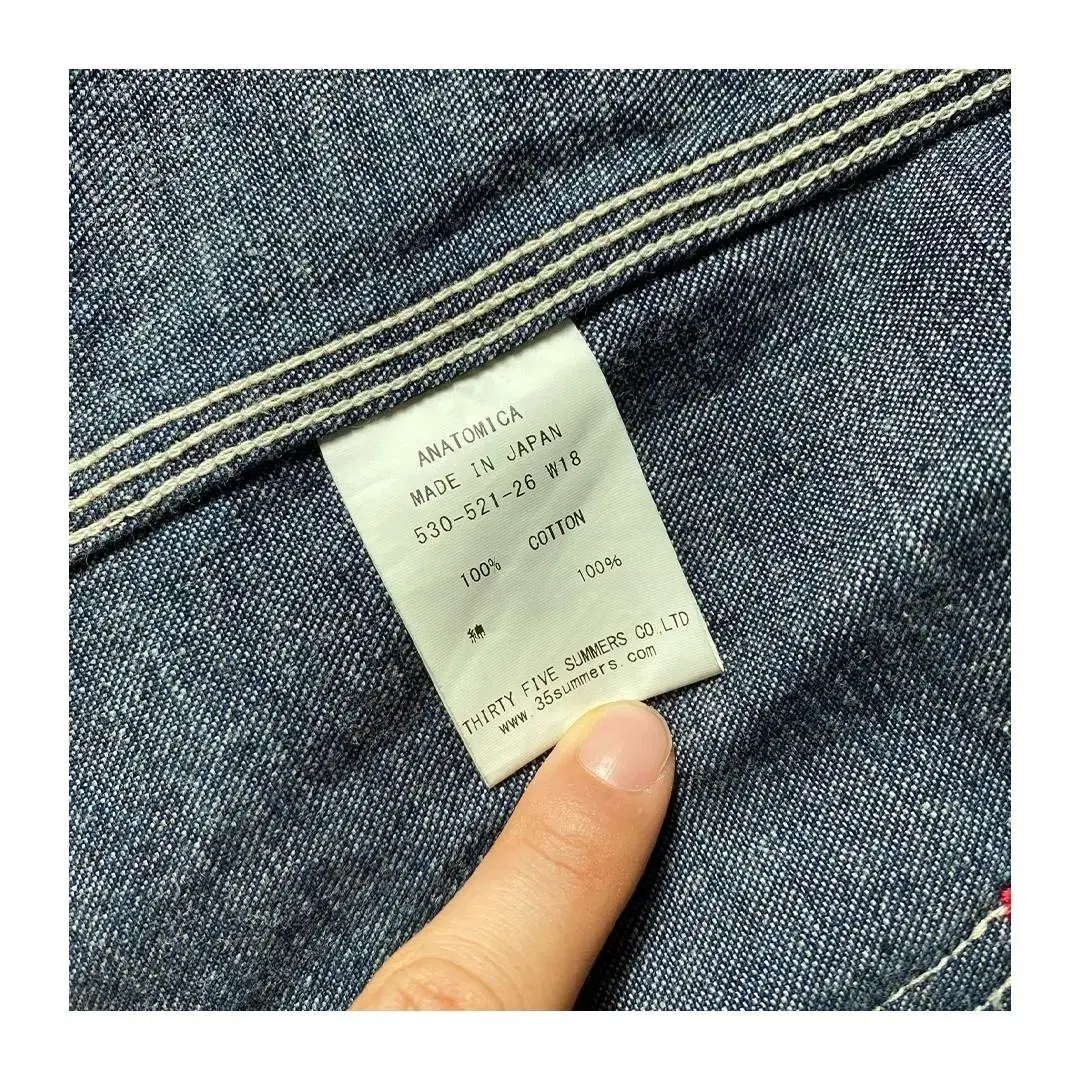 ANATOMICA
MADE IN JAPAN
530-521-26 W18
100% COTTON
綿 100%
THIRTY FIVE SUMMERS CO.,LTD
www.35summers.com